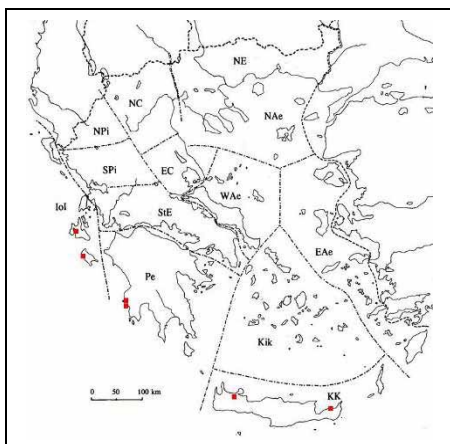 NE
NC
NAe
NPi
SPi
EC
WAe
IoI
StE
EAe
Pe
Kik
KK
0 50 100 km